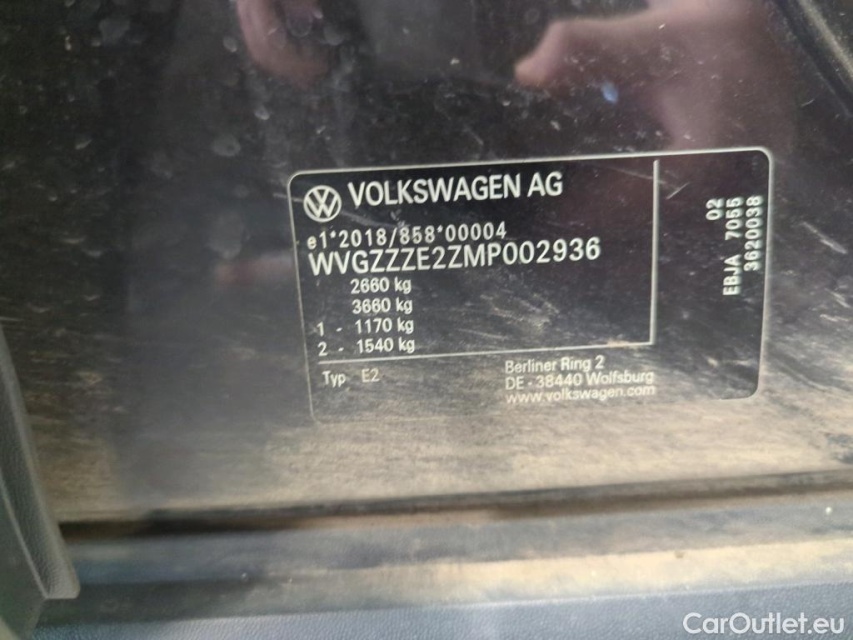 VOLKSWAGEN AG
e1*2018/858*00004
WVGZZZE2ZMP002936
2660 kg
3660 kg
1 - 1170 kg
2 - 1540 kg
Typ E2
Berliner Ring 2
DE - 38440 Wolfsburg
www.volkswagen.com
02
EBJA 7055
3620038
CarOutlet.eu